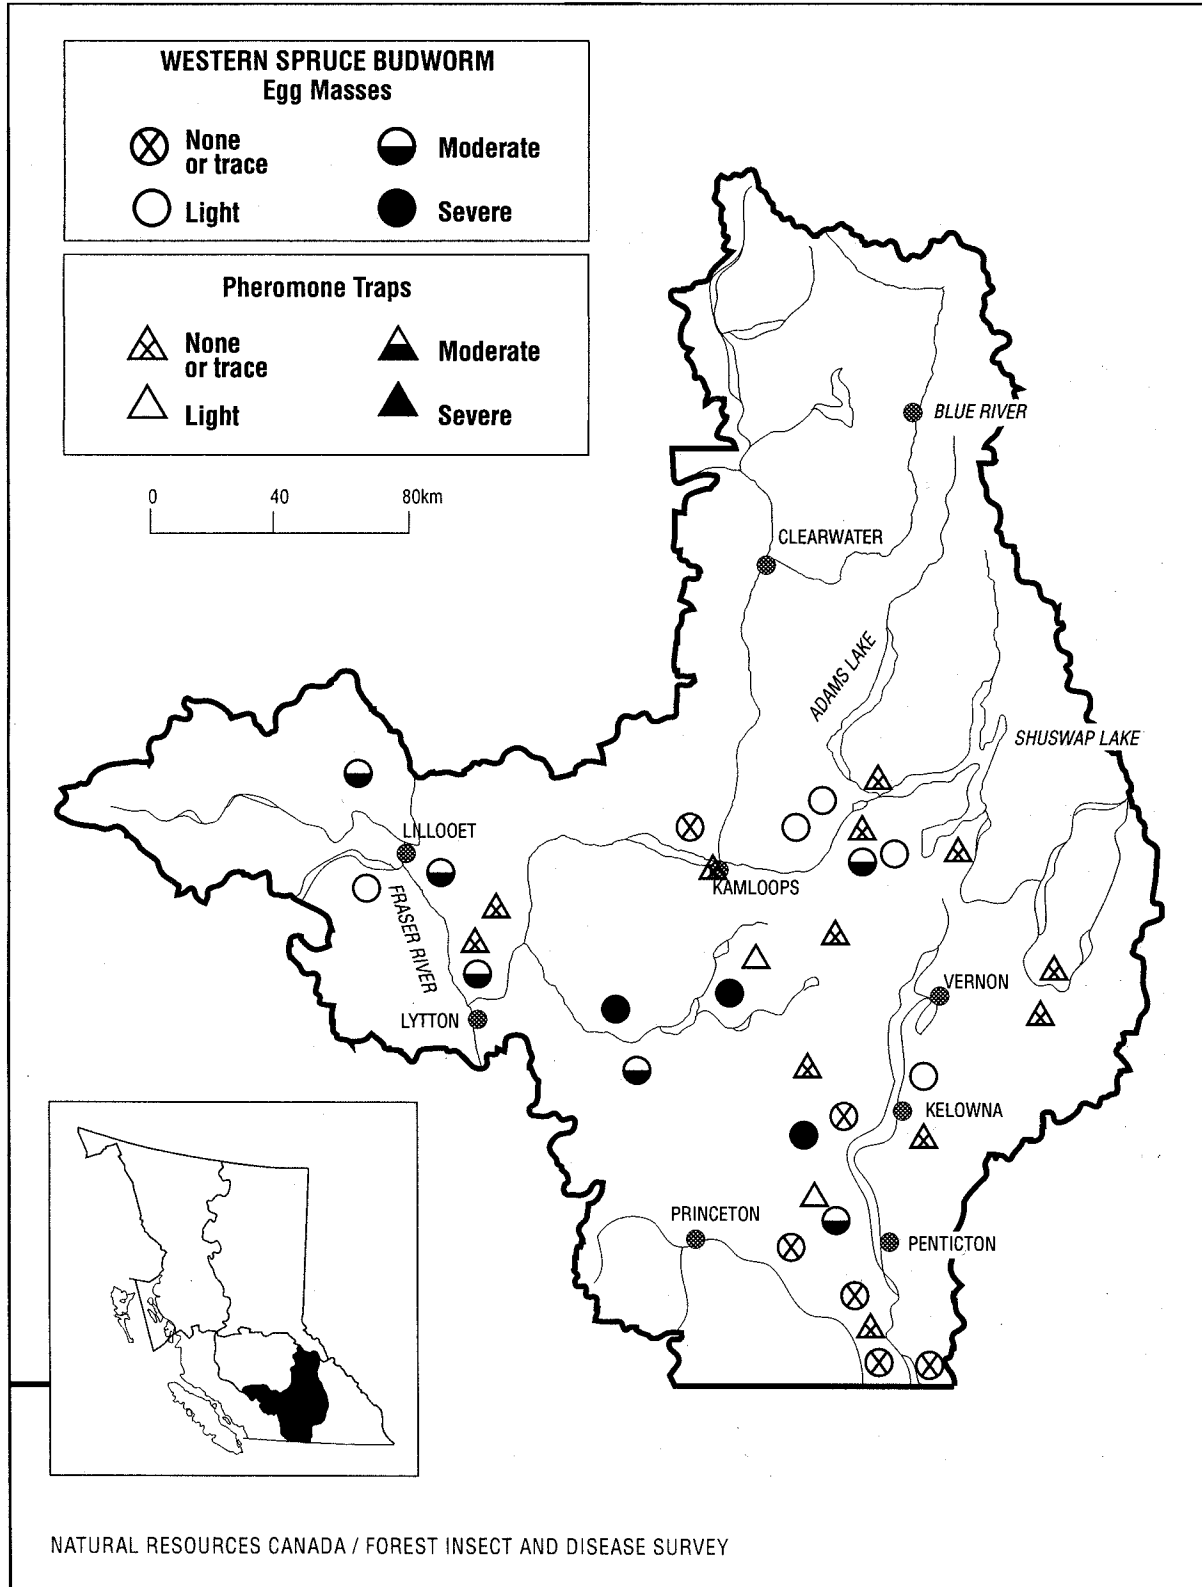 WESTERN SPRUCE BUDWORM
Egg Masses
None
or trace
Moderate
Light
Severe
Pheromone Traps
None
or trace
Moderate
Light
Severe
0 40 80km
BLUE RIVER
CLEARWATER
ADAMS LAKE
SHUSWAP LAKE
LILLOOET
KAMLOOPS
FRASER RIVER
VERNON
LYTTON
KELOWNA
PRINCETON
PENTICTON
NATURAL RESOURCES CANADA / FOREST INSECT AND DISEASE SURVEY